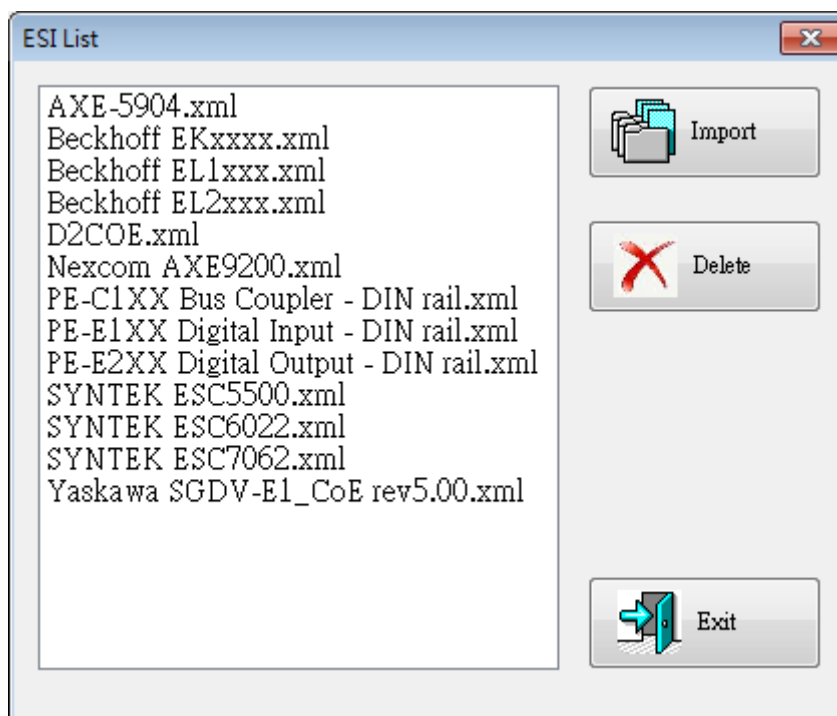 ESI List
AXE-5904.xml
Beckhoff EKxxxx.xml
Beckhoff EL1xxx.xml
Beckhoff EL2xxx.xml
D2COE.xml
Nexcom AXE9200.xml
PE-C1XX Bus Coupler - DIN rail.xml
PE-E1XX Digital Input - DIN rail.xml
PE-E2XX Digital Output - DIN rail.xml
SYNTEK ESC5500.xml
SYNTEK ESC6022.xml
SYNTEK ESC7062.xml
Yaskawa SGDV-E1_CoE rev5.00.xml
Import
Delete
Exit